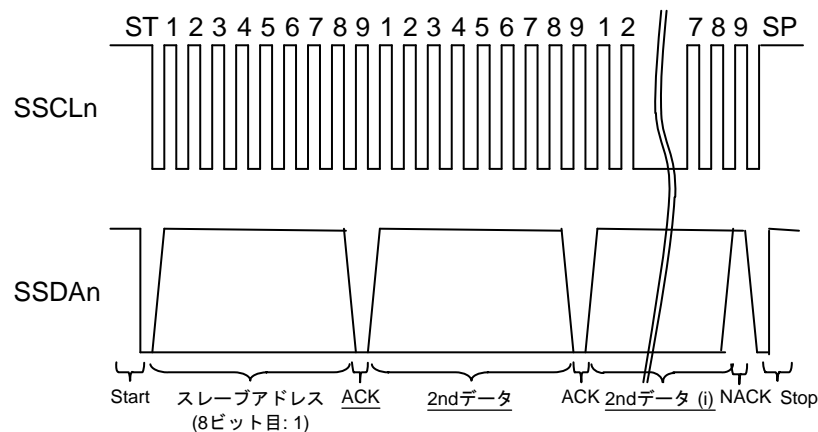 ST 1 2 3 4 5 6 7 8 9 1 2 3 4 5 6 7 8 9 1 2 7 8 9 SP
SSCLn
SSDAn
Start スレーブアドレス ACK 2ndデータ ACK 2ndデータ (i) NACK Stop
(8ビット目: 1)